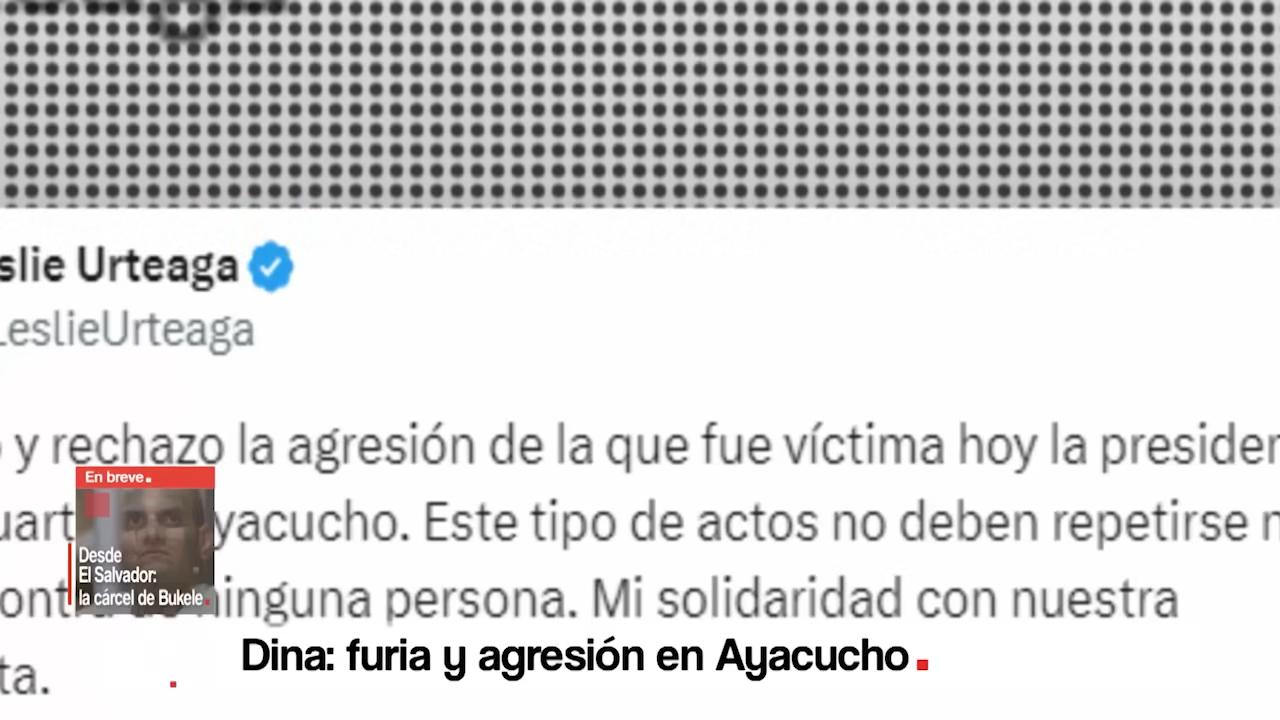 slie Urteaga
LeslieUrteaga
y rechazo la agresión de la que fue víctima hoy la presiden
uart yacucho. Este tipo de actos no deben repetirse
ninguna persona. Mi solidaridad con nuestra
ta.
En breve.
Desde
El Salvador:
la cárcel de Bukele.
Dina: furia y agresión en Ayacucho.